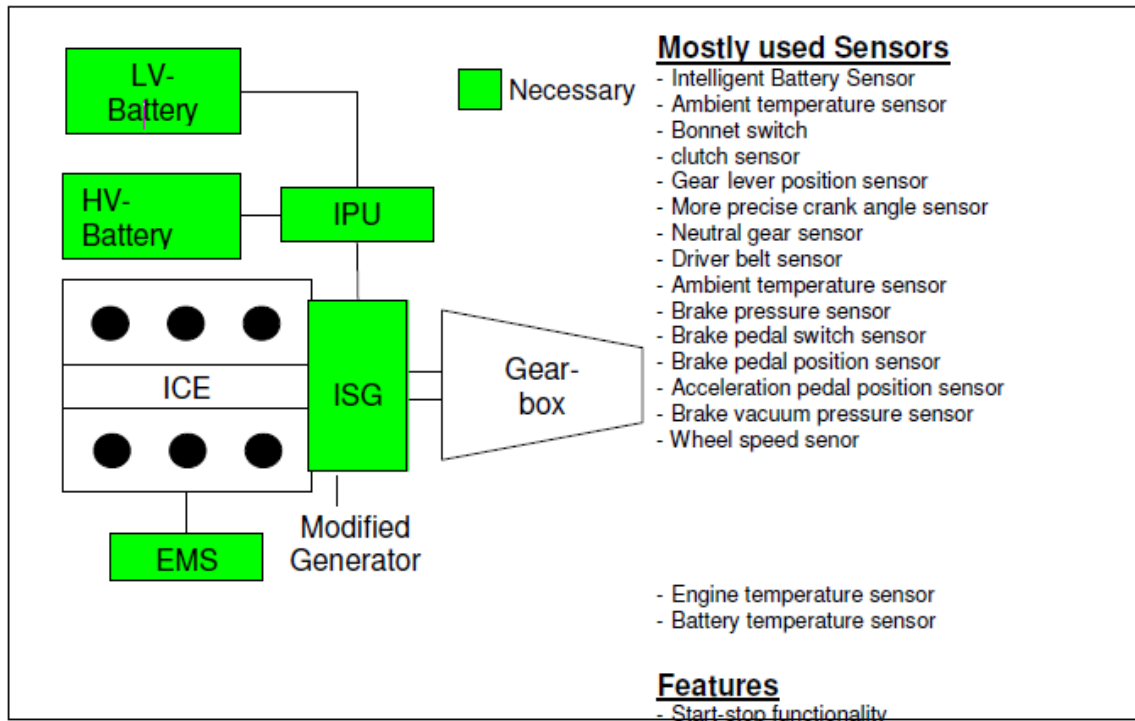 LV-
Battery
HV-
Battery
IPU
ICE
ISG
Gear-
box
Modified
Generator
EMS
Necessary
Mostly used Sensors
- Intelligent Battery Sensor
- Ambient temperature sensor
- Bonnet switch
- clutch sensor
- Gear lever position sensor
- More precise crank angle sensor
- Neutral gear sensor
- Driver belt sensor
- Ambient temperature sensor
- Brake pressure sensor
- Brake pedal switch sensor
- Brake pedal position sensor
- Acceleration pedal position sensor
- Brake vacuum pressure sensor
- Wheel speed senor
- Engine temperature sensor
- Battery temperature sensor
Features
- Start-stop functionality